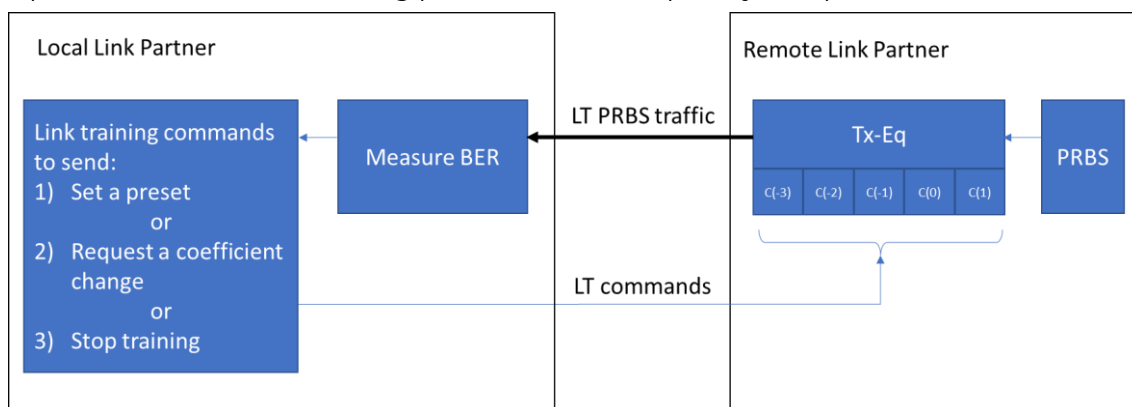 Local Link Partner
Remote Link Partner
Link training commands
to send:
1) Set a preset
or
2) Request a coefficient
change
or
3) Stop training
Measure BER
LT PRBS traffic
Tx-Eq
C(-3)
C(-2)
C(-1)
C(0)
C(1)
PRBS
LT commands